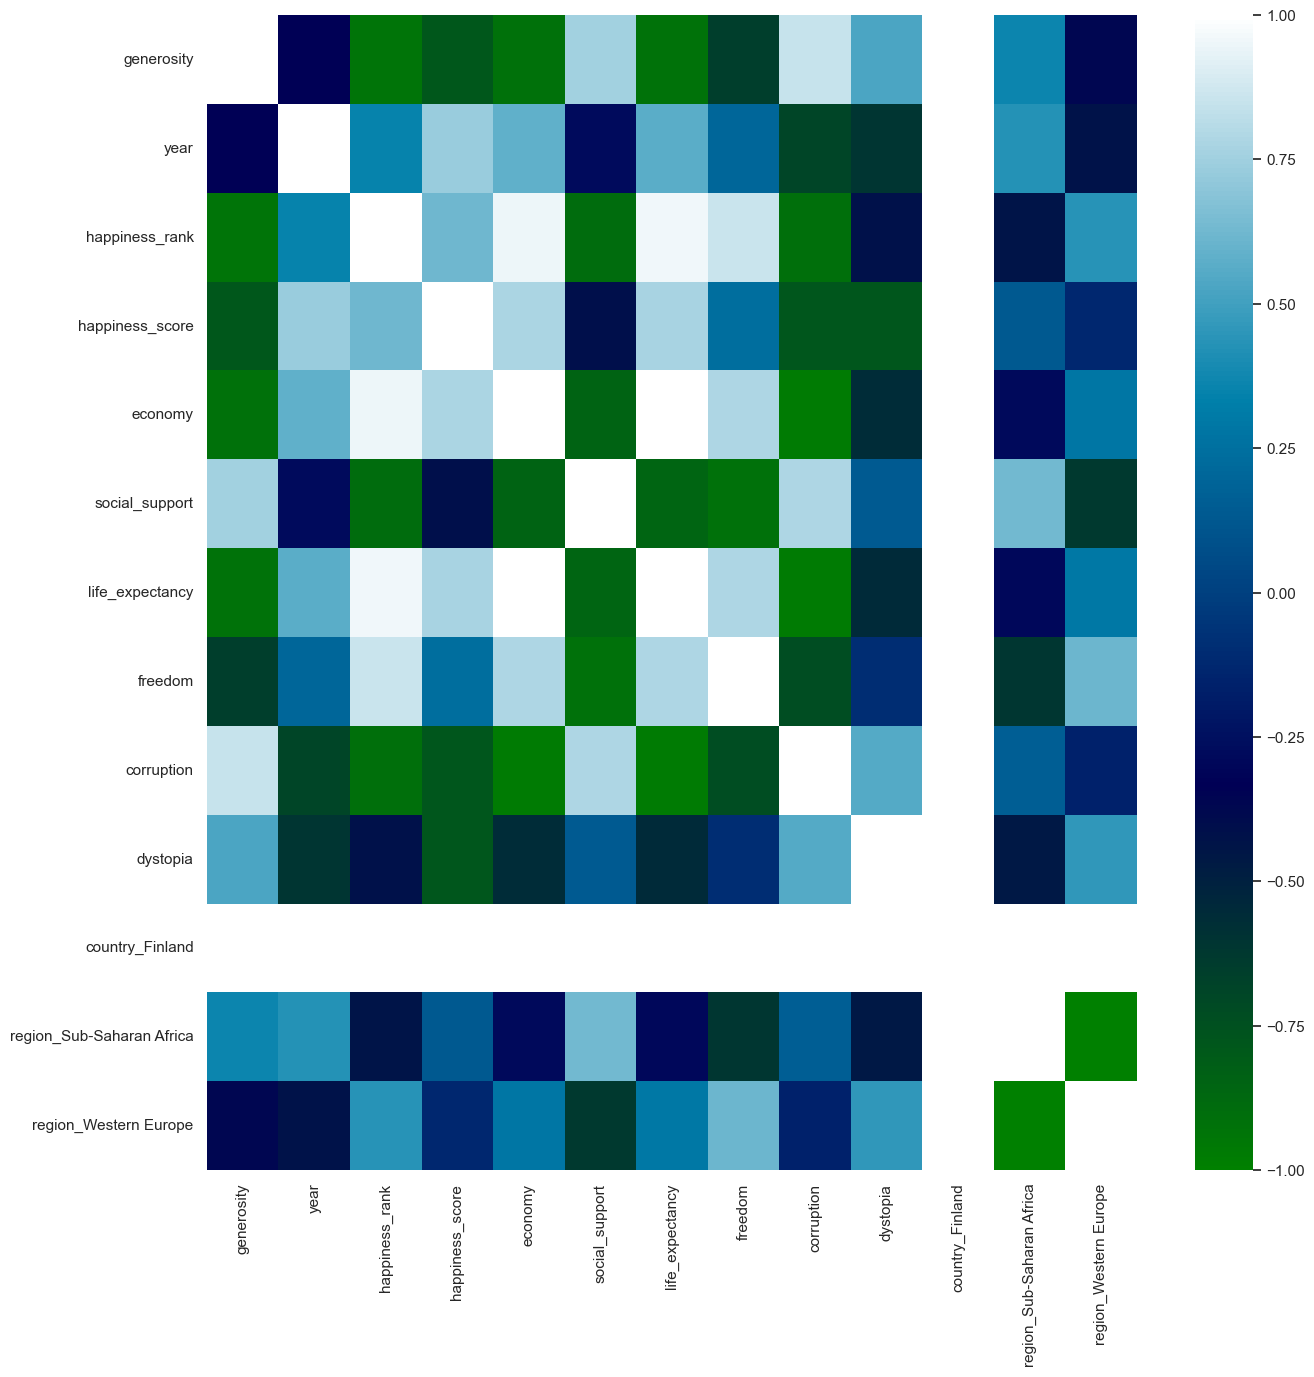 generosity
year
happiness_rank
happiness_score
economy
social_support
life_expectancy
freedom
corruption
dystopia
country_Finland
region_Sub-Saharan Africa
region_Western Europe
generosity
year
happiness_rank
happiness_score
economy
social_support
life_expectancy
freedom
corruption
dystopia
country_Finland
region_Sub-Saharan Africa
region_Western Europe
1.00
0.75
0.50
0.25
0.00
−0.25
−0.50
−0.75
−1.00